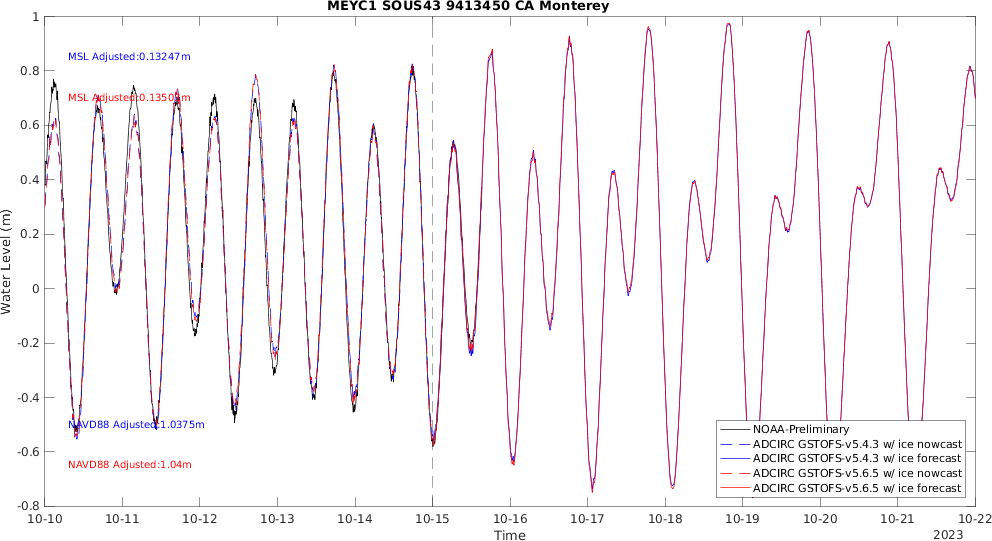 MEYC1 SOUS43 9413450 CA Monterey
1
0.8
0.6
0.4
0.2
0
-0.2
-0.4
-0.6
-0.8
Water Level (m)
MSL Adjusted:0.13247m
MSL Adjusted:0.1350
NAVD88 Adjusted:1.0375m
NAVD88 Adjusted:1.04m
NOAA-Preliminary
ADCIRC GSTOFS-v5.4.3 w/ ice nowcast
ADCIRC GSTOFS-v5.4.3 w/ ice forecast
ADCIRC GSTOFS-v5.6.5 w/ ice nowcast
ADCIRC GSTOFS-v5.6.5 w/ ice forecast
10-10 10-11 10-12 10-13 10-14 10-15 10-16 10-17 10-18 10-19 10-20 10-21 10-22
Time
2023